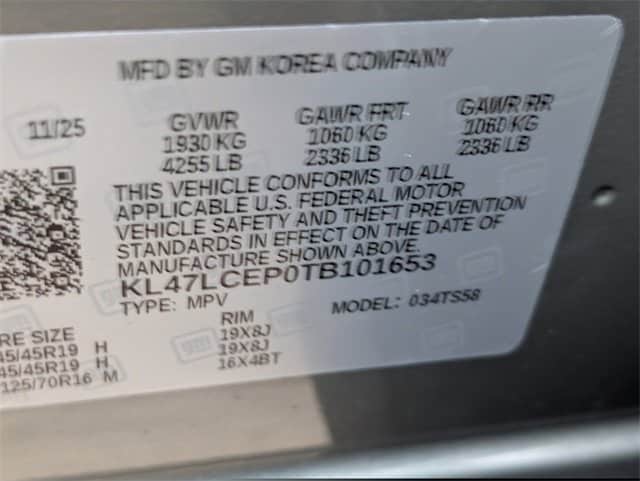 MFD BY GM KOREA COMPANY
11/25 GVWR GAWR FRT GAWR RR
1930 KG 1060 KG 1060 KG
4255 LB 2336 LB 2336 LB
THIS VEHICLE CONFORMS TO ALL
APPLICABLE U.S. FEDERAL MOTOR
VEHICLE SAFETY AND THEFT PREVENTION
STANDARDS IN EFFECT ON THE DATE OF
MANUFACTURE SHOWN ABOVE.
KL47LCEP0TB101653
TYPE: MPV MODEL: 034TS58
RE SIZE RIM
45/45R19 H 19X8J
45/45R19 H 19X8J
125/70R16 M 16X4BT